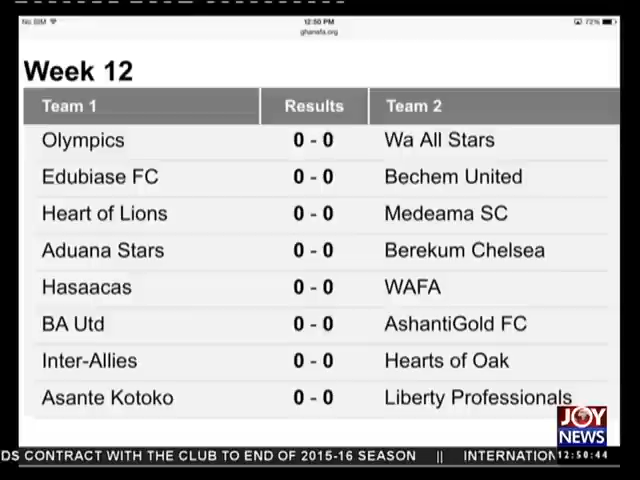 No SIM
12:50 PM
72%
ghanafa.org
Week 12
Team 1 Results Team 2
Olympics 0 - 0 Wa All Stars
Edubiase FC 0 - 0 Bechem United
Heart of Lions 0 - 0 Medeama SC
Aduana Stars 0 - 0 Berekum Chelsea
Hasaacas 0 - 0 WAFA
BA Utd 0 - 0 AshantiGold FC
Inter-Allies 0 - 0 Hearts of Oak
Asante Kotoko 0 - 0 Liberty Professionals
JOY
NEWS
DS CONTRACT WITH THE CLUB TO END OF 2015-16 SEASON || INTERNATION 12:50:44